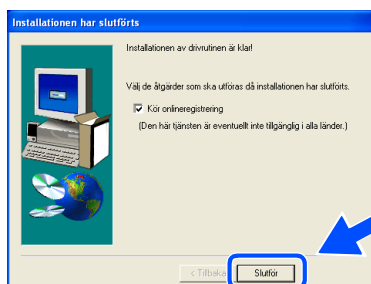 Installationen har slutförts
Installationen av drivrutinen är klar!
Välj de åtgärder som ska utföras då installationen har slutförts.
Kör onlineregistrering
(Den här tjänsten är eventuellt inte tillgänglig i alla länder.)
< Tillbaka
Slutför